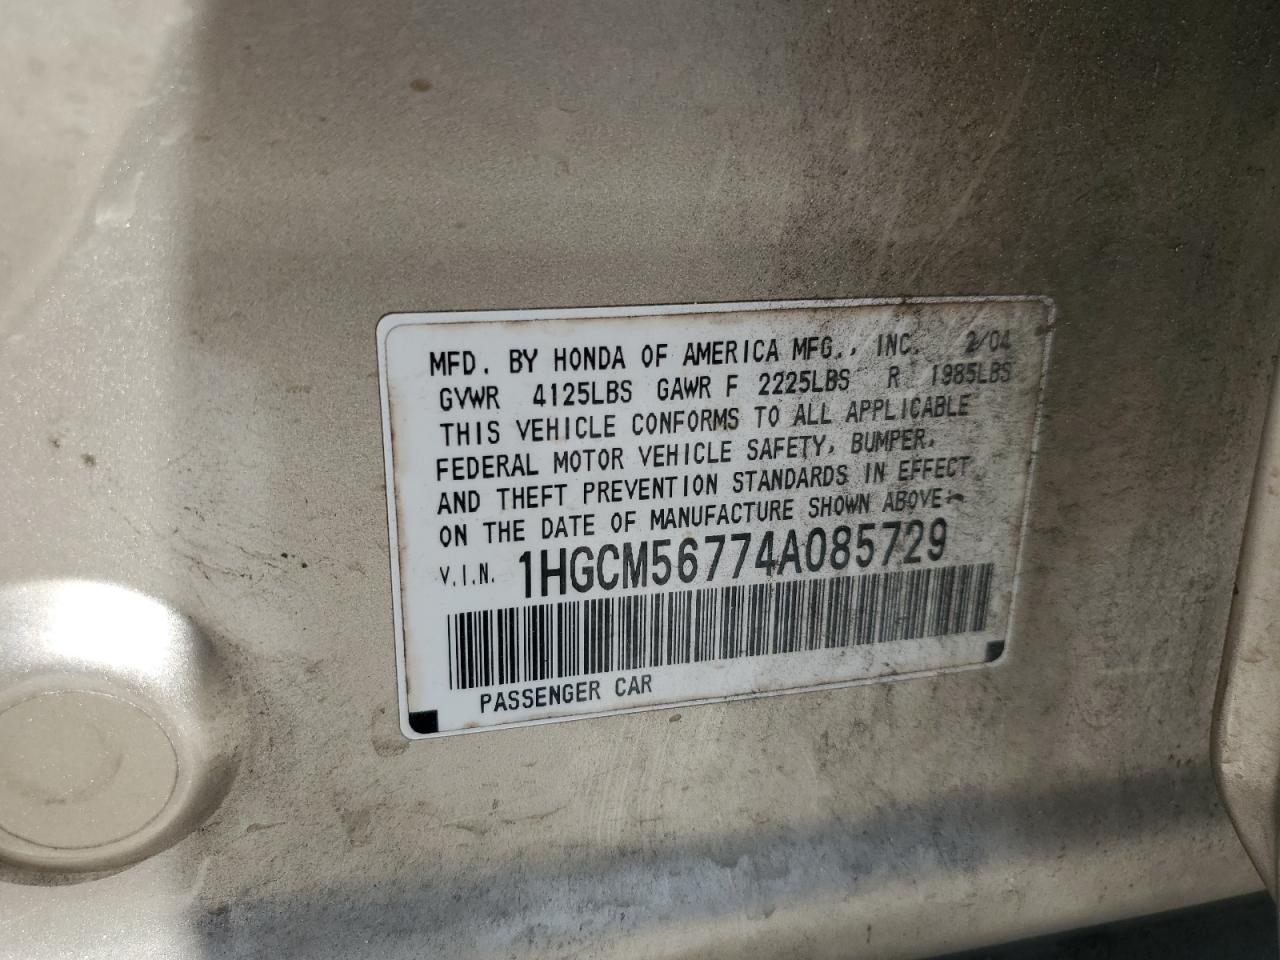 MFD. BY HONDA OF AMERICA MFG., INC. 2/04
GVWR 4125LBS GAWR F 2225LBS R 1985LBS
THIS VEHICLE CONFORMS TO ALL APPLICABLE
FEDERAL MOTOR VEHICLE SAFETY, BUMPER,
AND THEFT PREVENTION STANDARDS IN EFFECT
ON THE DATE OF MANUFACTURE SHOWN ABOVE.
V.I.N. 1HGCM56774A085729
PASSENGER CAR